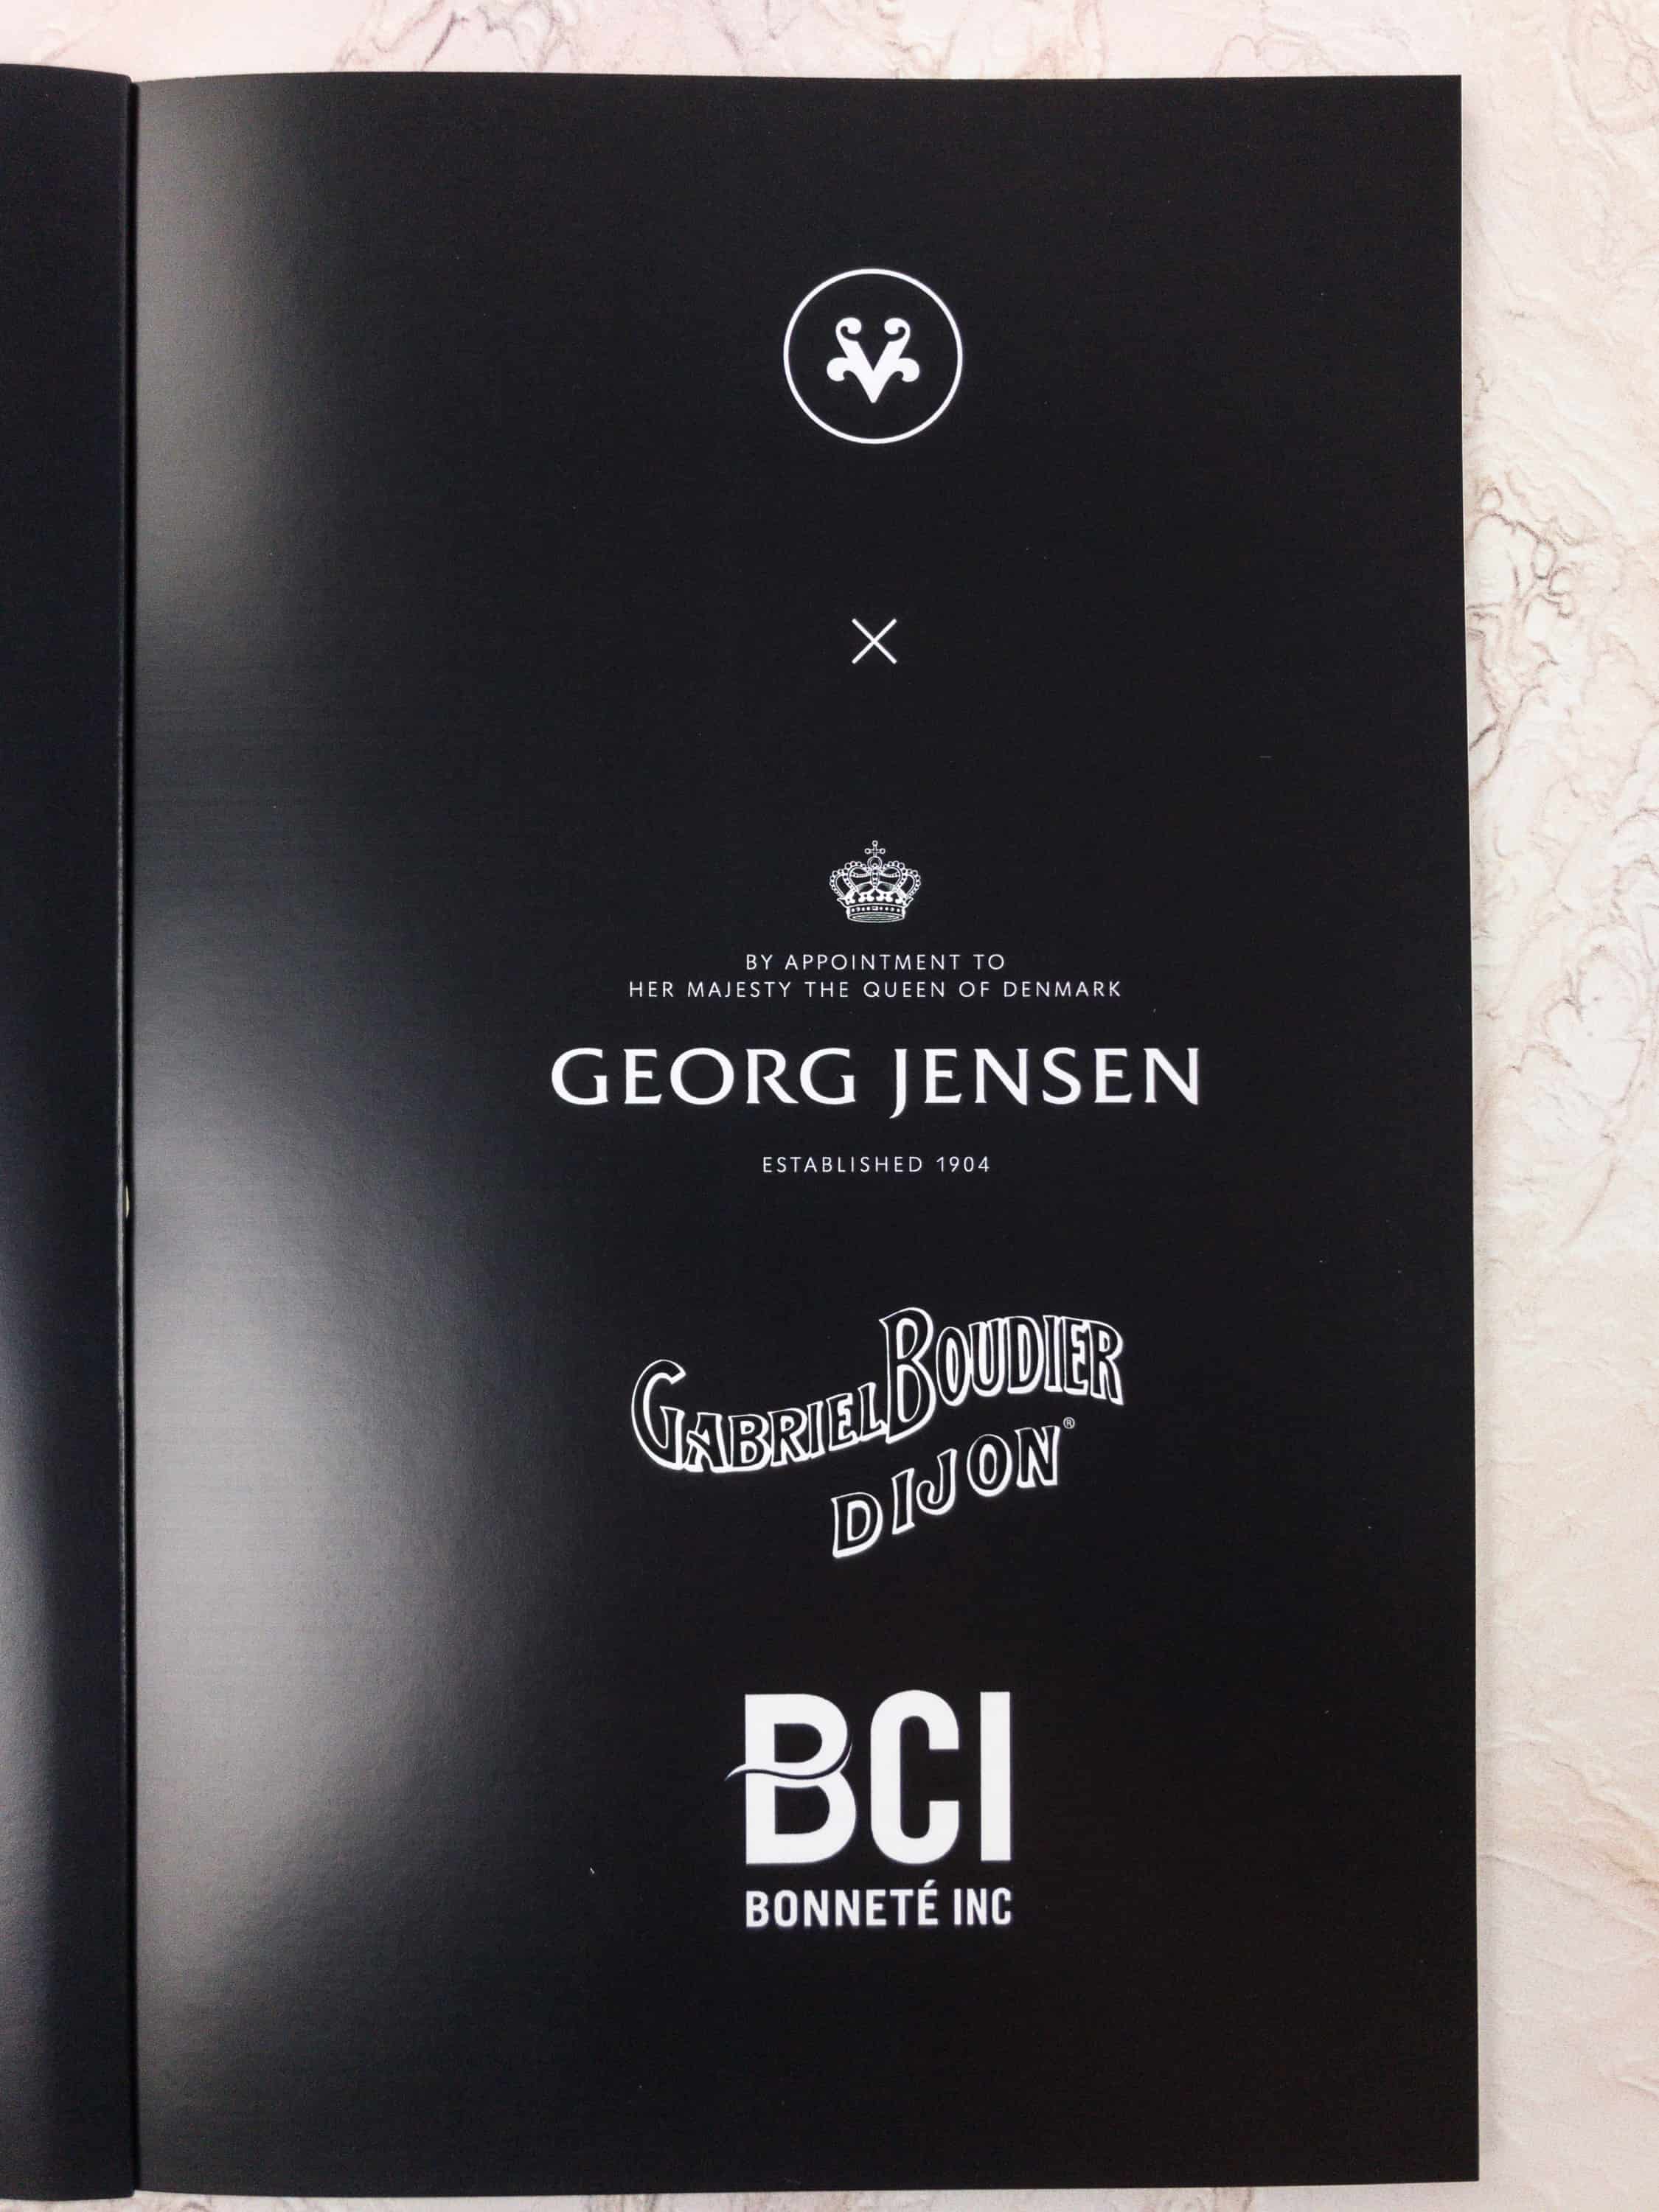 V
×
BY APPOINTMENT TO
HER MAJESTY THE QUEEN OF DENMARK
GEORG JENSEN
ESTABLISHED 1904
GABRIEL BOUDIER
DIJON®
BCI
BONNETÉ INC